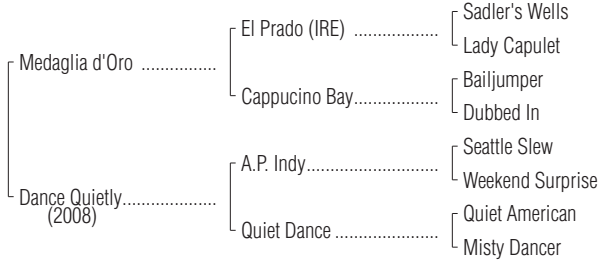 Sadler's Wells
El Prado (IRE) ..................
Lady Capulet
Medaglia d'Oro ................
Bailjumper
Cappucino Bay..................
Dubbed In
Seattle Slew
A.P. Indy............................
Weekend Surprise
Dance Quietly....................
(2008)
Quiet American
Quiet Dance ......................
Misty Dancer